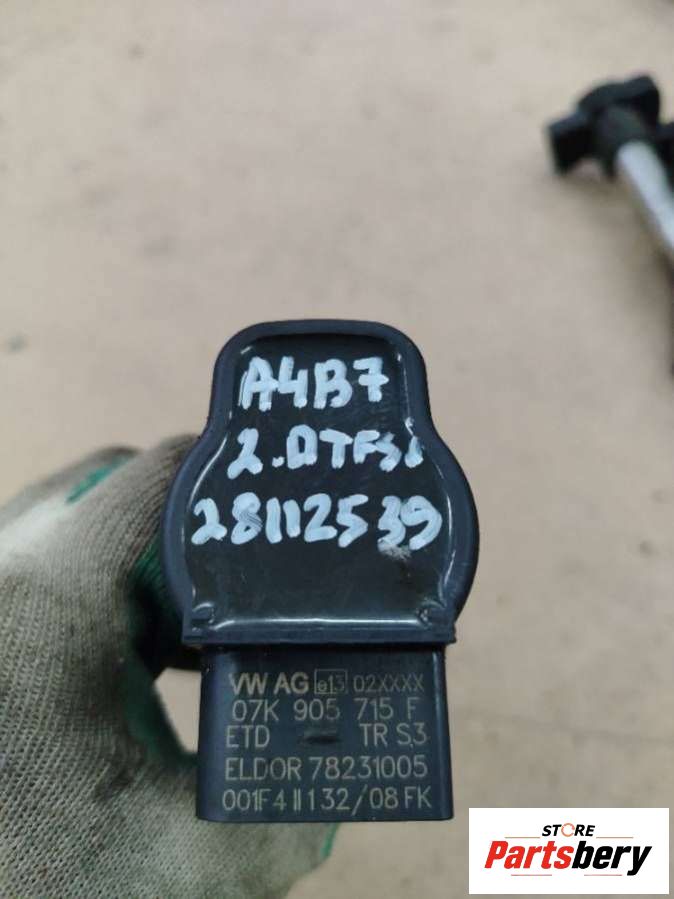 A4B7
2.0TFSi
28112539
VW AG e13 02XXXX
07K 905 715 F
ETD TR S.3
ELDOR 78231005
001F4 II 132/08 FK
STORE
Partsbery